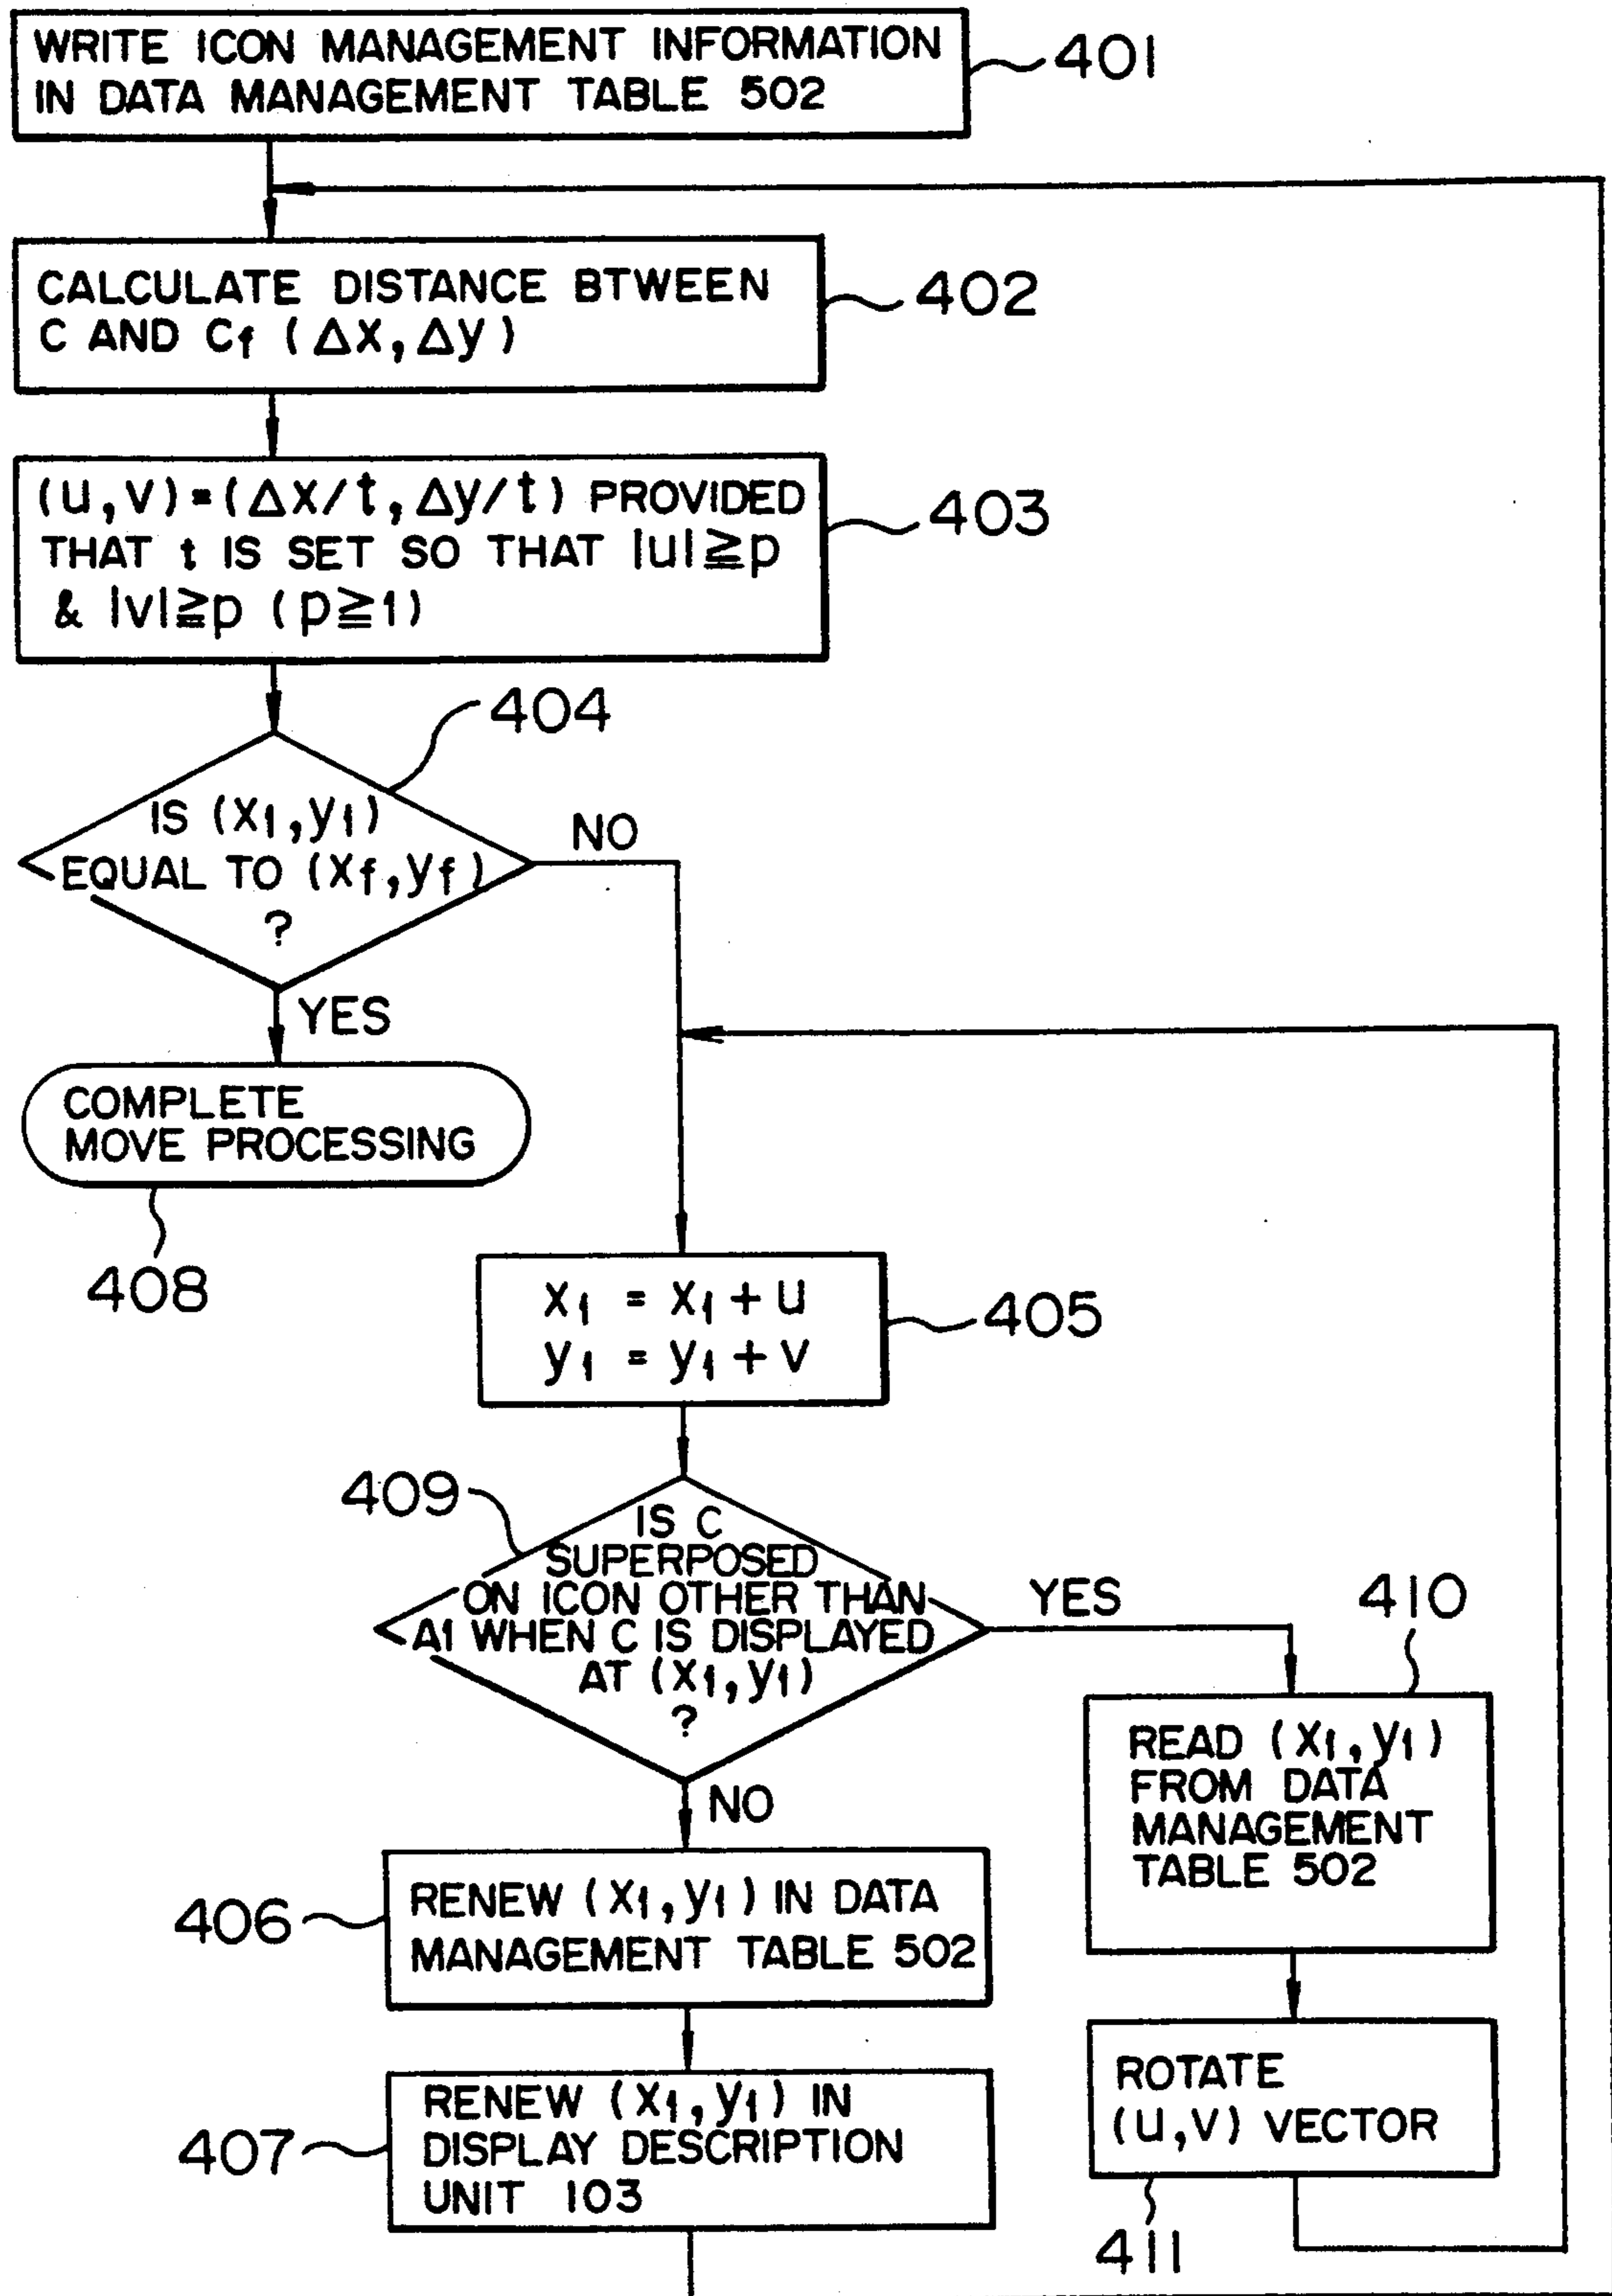 WRITE ICON MANAGEMENT INFORMATION
IN DATA MANAGEMENT TABLE 502
401
CALCULATE DISTANCE BTWEEN
C AND Cf (Δx, Δy)
402
(u, v) = (Δx/t, Δy/t) PROVIDED
THAT t IS SET SO THAT |u| ≧ p
& |v| ≧ p (p ≧ 1)
403
404
IS (x1, y1)
EQUAL TO (xf, yf)
?
NO
YES
COMPLETE
MOVE PROCESSING
408
x1 = x1 + u
y1 = y1 + v
405
409
IS C
SUPERPOSED
ON ICON OTHER THAN
A1 WHEN C IS DISPLAYED
AT (x1, y1)
?
YES
410
NO
READ (x1, y1)
FROM DATA
MANAGEMENT
TABLE 502
RENEW (x1, y1) IN DATA
MANAGEMENT TABLE 502
406
RENEW (x1, y1) IN
DISPLAY DESCRIPTION
UNIT 103
407
ROTATE
(u, v) VECTOR
411